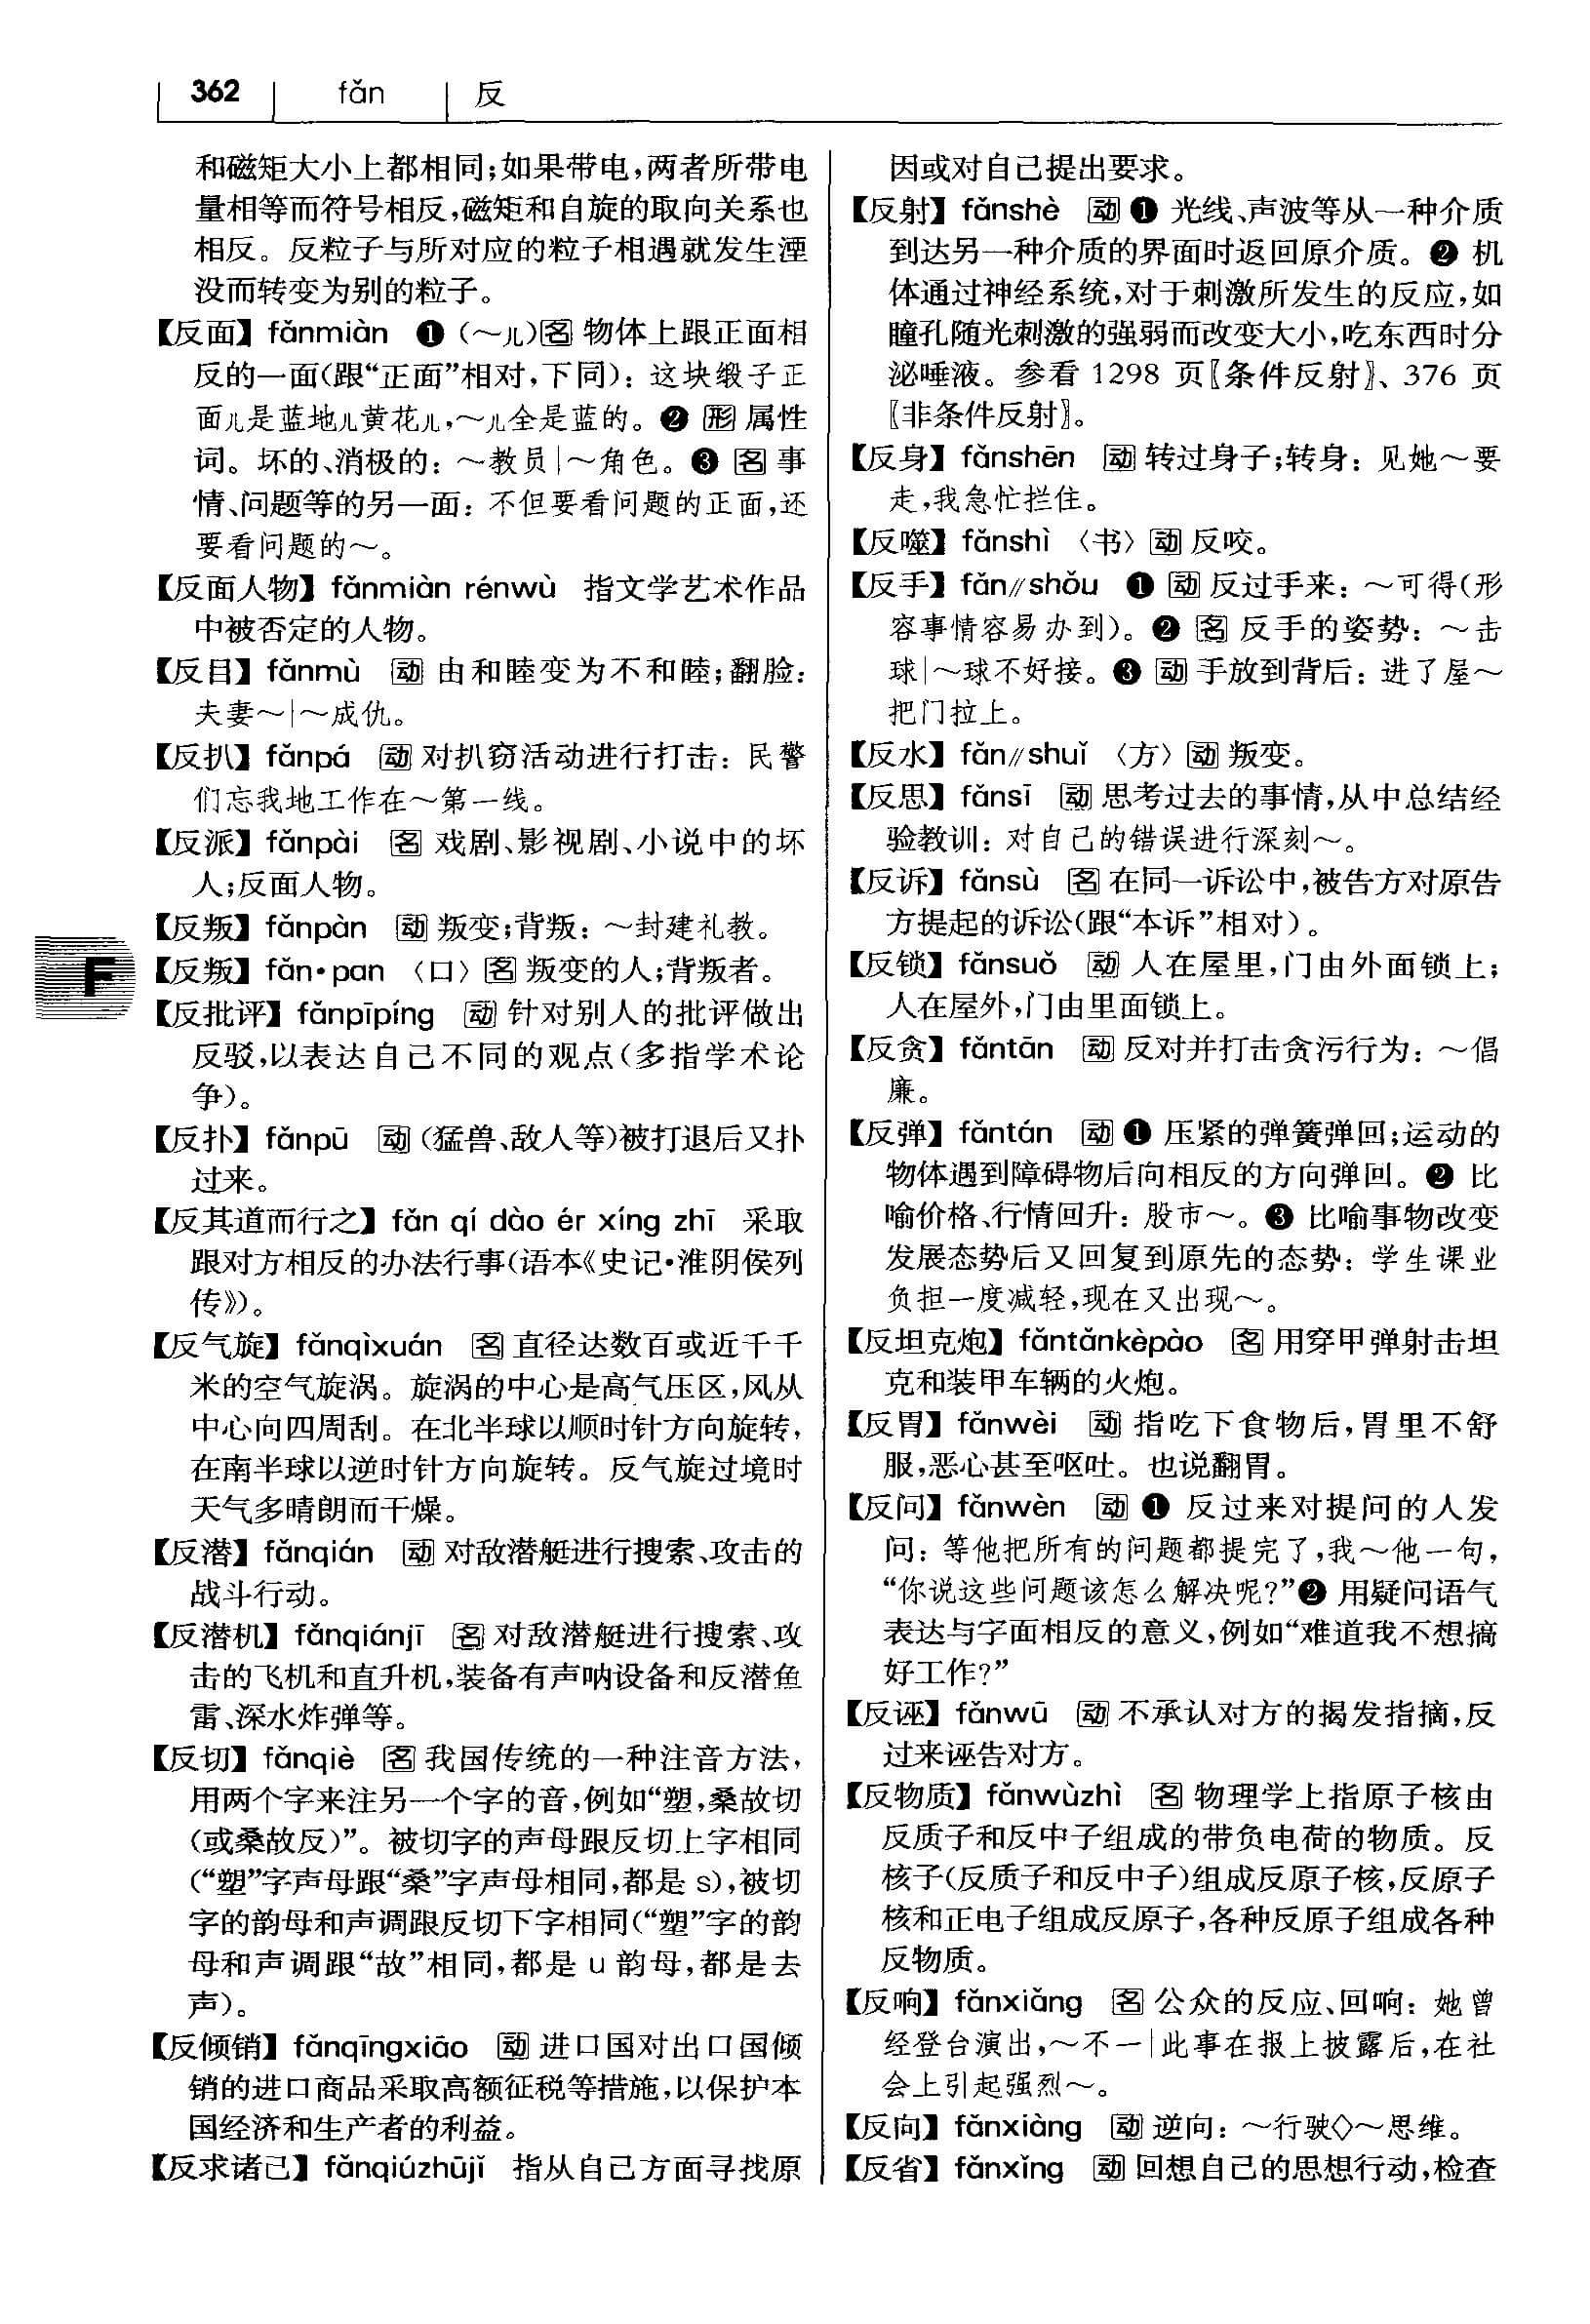 362 fǎn 反
和磁矩大小上都相同;如果带电,两者所带电
量相等而符号相反,磁矩和自旋的取向关系也
相反。反粒子与所对应的粒子相遇就发生湮
没而转变为别的粒子。
【反面】fǎnmiàn ❶(~儿)名 物体上跟正面相
反的一面(跟“正面”相对,下同):这块缎子正
面儿是蓝地儿黄花儿,~儿全是蓝的。❷ 形 属性
词。坏的、消极的:~教员|~角色。❸ 名 事
情、问题等的另一面:不但要看问题的正面,还
要看问题的~。
【反面人物】fǎnmiàn rénwù 指文学艺术作品
中被否定的人物。
【反目】fǎnmù 动 由和睦变为不和睦;翻脸:
夫妻~|~成仇。
【反扒】fǎnpá 动 对扒窃活动进行打击:民警
们忘我地工作在~第一线。
【反派】fǎnpài 名 戏剧、影视剧、小说中的坏
人;反面人物。
【反叛】fǎnpàn 动 叛变;背叛:~封建礼教。
【反叛】fǎn•pan 〈口〉名 叛变的人;背叛者。
【反批评】fǎnpīpíng 动 针对别人的批评做出
反驳,以表达自己不同的观点(多指学术论
争)。
【反扑】fǎnpū 动 (猛兽、敌人等)被打退后又扑
过来。
【反其道而行之】fǎn qí dào ér xíng zhī 采取
跟对方相反的办法行事(语本《史记•淮阴侯列
传》)。
【反气旋】fǎnqìxuán 名 直径达数百或近千千
米的空气旋涡。旋涡的中心是高气压区,风从
中心向四周刮。在北半球以顺时针方向旋转,
在南半球以逆时针方向旋转。反气旋过境时
天气多晴朗而干燥。
【反潜】fǎnqián 动 对敌潜艇进行搜索、攻击的
战斗行动。
【反潜机】fǎnqiánjī 名 对敌潜艇进行搜索、攻
击的飞机和直升机,装备有声呐设备和反潜鱼
雷、深水炸弹等。
【反切】fǎnqiè 名 我国传统的一种注音方法,
用两个字来注另一个字的音,例如“塑,桑故切
(或桑故反)”。被切字的声母跟反切上字相同
(“塑”字声母跟“桑”字声母相同,都是 s),被切
字的韵母和声调跟反切下字相同(“塑”字的韵
母和声调跟“故”相同,都是 u 韵母,都是去
声)。
【反倾销】fǎnqīngxiāo 动 进口国对出口国倾
销的进口商品采取高额征税等措施,以保护本
国经济和生产者的利益。
【反求诸己】fǎnqiúzhūjǐ 指从自己方面寻找原
F
因或对自己提出要求。
【反射】fǎnshè 动 ❶ 光线、声波等从一种介质
到达另一种介质的界面时返回原介质。❷ 机
体通过神经系统,对于刺激所发生的反应,如
瞳孔随光刺激的强弱而改变大小,吃东西时分
泌唾液。参看 1298 页〖条件反射〗、376 页
〖非条件反射〗。
【反身】fǎnshēn 动 转过身子;转身:见她~要
走,我急忙拦住。
【反噬】fǎnshì 〈书〉动 反咬。
【反手】fǎn//shǒu ❶ 动 反过手来:~可得(形
容事情容易办到)。❷ 名 反手的姿势:~击
球|~球不好接。❸ 动 手放到背后:进了屋~
把门拉上。
【反水】fǎn//shuǐ 〈方〉动 叛变。
【反思】fǎnsī 动 思考过去的事情,从中总结经
验教训:对自己的错误进行深刻~。
【反诉】fǎnsù 名 在同一诉讼中,被告方对原告
方提起的诉讼(跟“本诉”相对)。
【反锁】fǎnsuǒ 动 人在屋里,门由外面锁上;
人在屋外,门由里面锁上。
【反贪】fǎntān 动 反对并打击贪污行为:~倡
廉。
【反弹】fǎntán 动 ❶ 压紧的弹簧弹回;运动的
物体遇到障碍物后向相反的方向弹回。❷ 比
喻价格、行情回升:股市~。❸ 比喻事物改变
发展态势后又回复到原先的态势:学生课业
负担一度减轻,现在又出现~。
【反坦克炮】fǎntǎnkèpào 名 用穿甲弹射击坦
克和装甲车辆的火炮。
【反胃】fǎnwèi 动 指吃下食物后,胃里不舒
服,恶心甚至呕吐。也说翻胃。
【反问】fǎnwèn 动 ❶ 反过来对提问的人发
问:等他把所有的问题都提完了,我~他一句,
“你说这些问题该怎么解决呢?”❷ 用疑问语气
表达与字面相反的意义,例如“难道我不想搞
好工作?”
【反诬】fǎnwū 动 不承认对方的揭发指摘,反
过来诬告对方。
【反物质】fǎnwùzhì 名 物理学上指原子核由
反质子和反中子组成的带负电荷的物质。反
核子(反质子和反中子)组成反原子核,反原子
核和正电子组成反原子,各种反原子组成各种
反物质。
【反响】fǎnxiǎng 名 公众的反应、回响:她曾
经登台演出,~不一|此事在报上披露后,在社
会上引起强烈~。
【反向】fǎnxiàng 动 逆向:~行驶◇~思维。
【反省】fǎnxǐng 动 回想自己的思想行动,检查